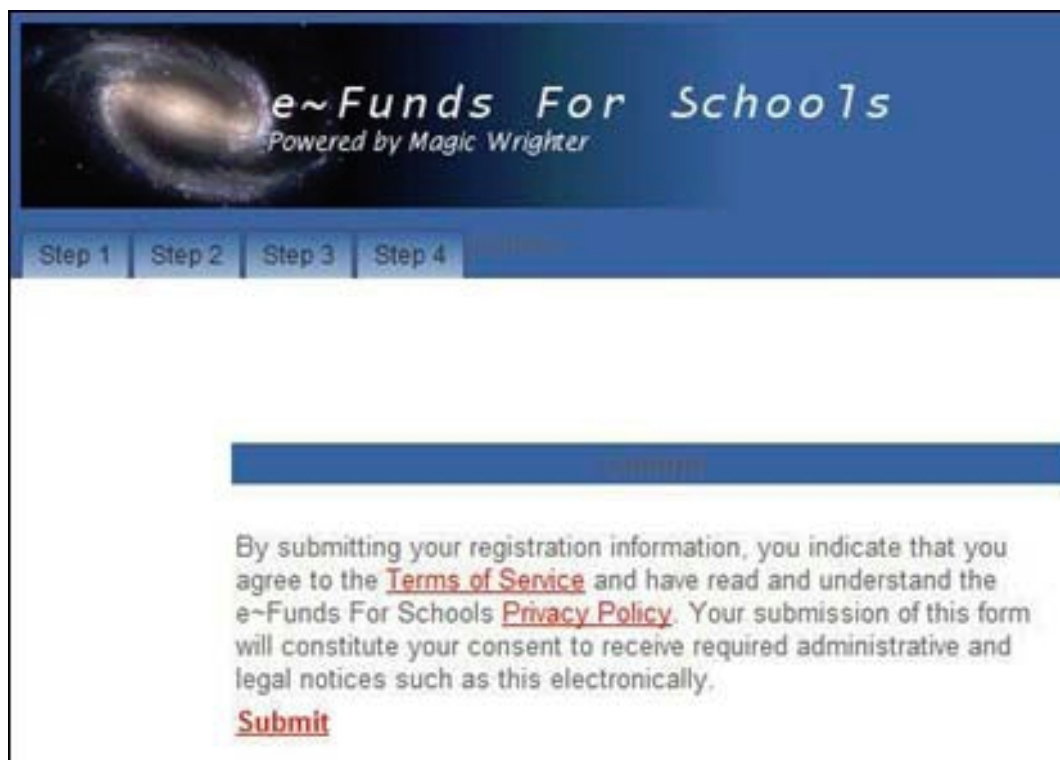 e~Funds For Schools
Powered by Magic Wrighter
Step 1 Step 2 Step 3 Step 4
By submitting your registration information, you indicate that you
agree to the Terms of Service and have read and understand the
e~Funds For Schools Privacy Policy. Your submission of this form
will constitute your consent to receive required administrative and
legal notices such as this electronically.
Submit